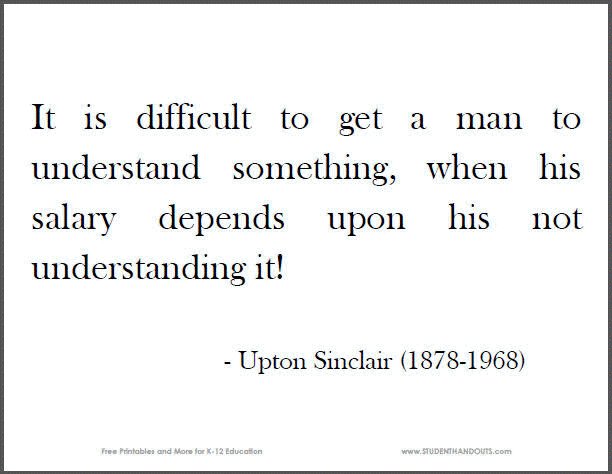 It is difficult to get a man to
understand something, when his
salary depends upon his not
understanding it!
- Upton Sinclair (1878-1968)
Free Printables and More for K-12 Education
www.STUDENTHANDOUTS.com